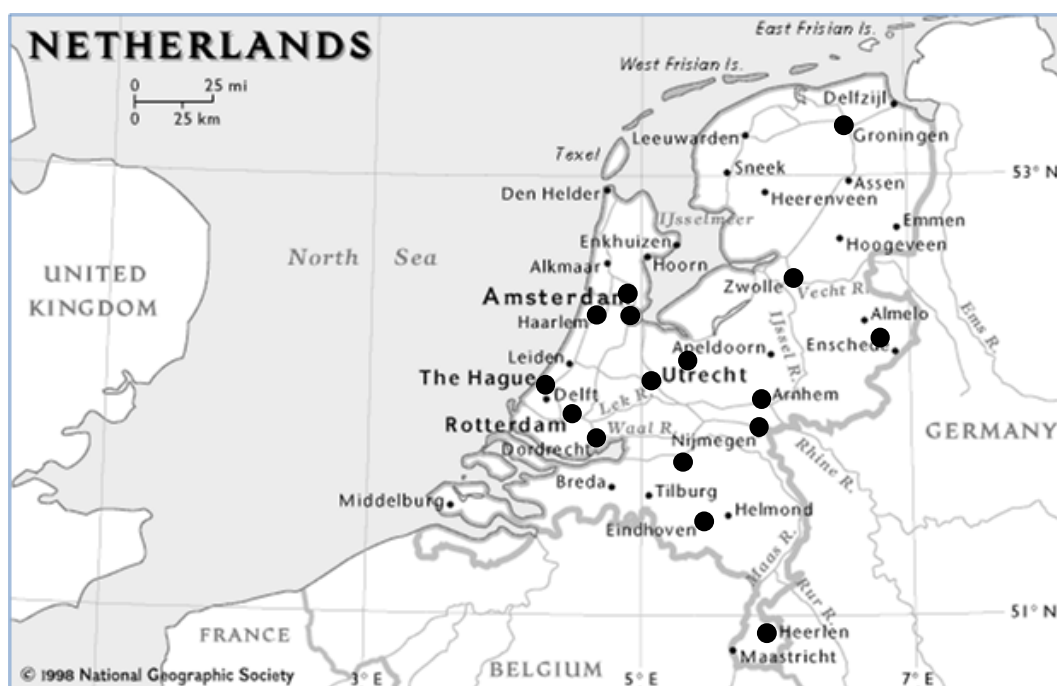 NETHERLANDS
0 25 mi
0 25 km
East Frisian Is.
West Frisian Is.
Delfzijl
Groningen
Leeuwarden
Texel
53° N
Sneek
Assen
Den Helder
Heerenveen
IJsselmeer
Emmen
Enkhuizen
Hoogeveen
North Sea
Alkmaar
Hoorn
UNITED
KINGDOM
Zwolle
Vecht R.
Amsterdam
Haarlem
Almelo
Ems R.
IJssel R.
Enschede
Apeldoorn
Leiden
The Hague
Utrecht
Delft
Arnhem
Lek R.
Rotterdam
Waal R.
GERMANY
Nijmegen
Dordrecht
Rhine R.
Breda
Tilburg
Middelburg
Helmond
Eindhoven
Maas R.
Rur R.
51° N
FRANCE
Heerlen
Maastricht
BELGIUM
© 1998 National Geographic Society
3° E
5° E
7° E